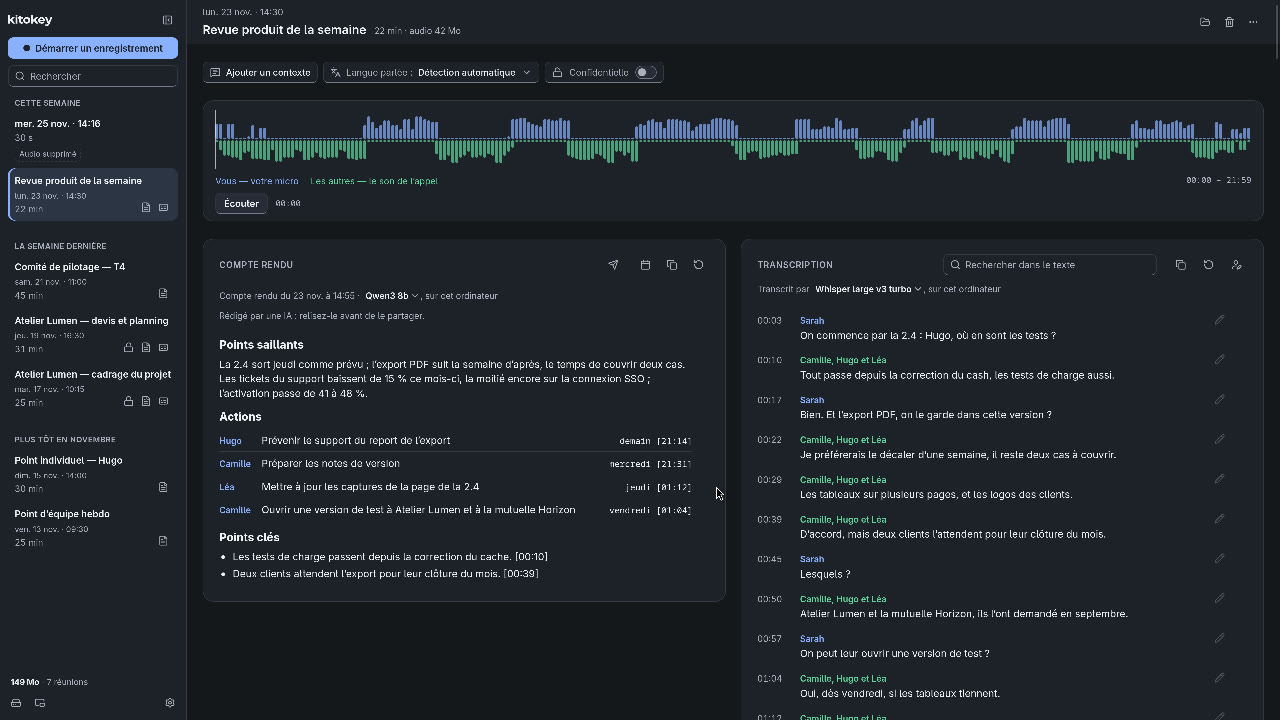 kitokey
Démarrer un enregistrement
Rechercher
CETTE SEMAINE
mer. 25 nov. · 14:16
30 s
Audio supprimé
Revue produit de la semaine
lun. 23 nov. · 14:30
22 min
LA SEMAINE DERNIÈRE
Comité de pilotage — T4
sam. 21 nov. · 11:00
45 min
Atelier Lumen — devis et planning
jeu. 19 nov. · 16:30
31 min
Atelier Lumen — cadrage du projet
mar. 17 nov. · 10:15
25 min
PLUS TÔT EN NOVEMBRE
Point individuel — Hugo
dim. 15 nov. · 14:00
30 min
Point d'équipe hebdo
ven. 13 nov. · 09:30
25 min
149 Mo · 7 réunions
lun. 23 nov. · 14:30
Revue produit de la semaine 22 min · audio 42 Mo
Ajouter un contexte
Langue parlée : Détection automatique
Confidentielle
Vous — votre micro Les autres — le son de l'appel
00:00 – 21:59
Écouter 00:00
COMPTE RENDU
Compte rendu du 23 nov. à 14:55 · Qwen3 8b, sur cet ordinateur
Rédigé par une IA : relisez-le avant de le partager.
Points saillants
La 2.4 sort jeudi comme prévu ; l'export PDF suit la semaine d'après, le temps de couvrir deux cas.
Les tickets du support baissent de 15 % ce mois-ci, la moitié encore sur la connexion SSO ;
l'activation passe de 41 à 48 %.
Actions
Hugo Prévenir le support du report de l'export demain [21:14]
Camille Préparer les notes de version mercredi [21:31]
Léa Mettre à jour les captures de la page de la 2.4 jeudi [01:12]
Camille Ouvrir une version de test à Atelier Lumen et à la mutuelle Horizon vendredi [01:04]
Points clés
• Les tests de charge passent depuis la correction du cache. [00:10]
• Deux clients attendent l'export pour leur clôture du mois. [00:39]
TRANSCRIPTION
Rechercher dans le texte
Transcrit par Whisper large v3 turbo, sur cet ordinateur
00:03 Sarah
On commence par la 2.4 : Hugo, où en sont les tests ?
00:10 Camille, Hugo et Léa
Tout passe depuis la correction du cash, les tests de charge aussi.
00:17 Sarah
Bien. Et l'export PDF, on le garde dans cette version ?
00:22 Camille, Hugo et Léa
Je préférerais le décaler d'une semaine, il reste deux cas à couvrir.
00:29 Camille, Hugo et Léa
Les tableaux sur plusieurs pages, et les logos des clients.
00:39 Camille, Hugo et Léa
D'accord, mais deux clients l'attendent pour leur clôture du mois.
00:45 Sarah
Lesquels ?
00:50 Camille, Hugo et Léa
Atelier Lumen et la mutuelle Horizon, ils l'ont demandé en septembre.
00:57 Sarah
On peut leur ouvrir une version de test ?
01:04 Camille, Hugo et Léa
Oui, dès vendredi, si les tableaux tiennent.
01:12 Camille, Hugo et Léa